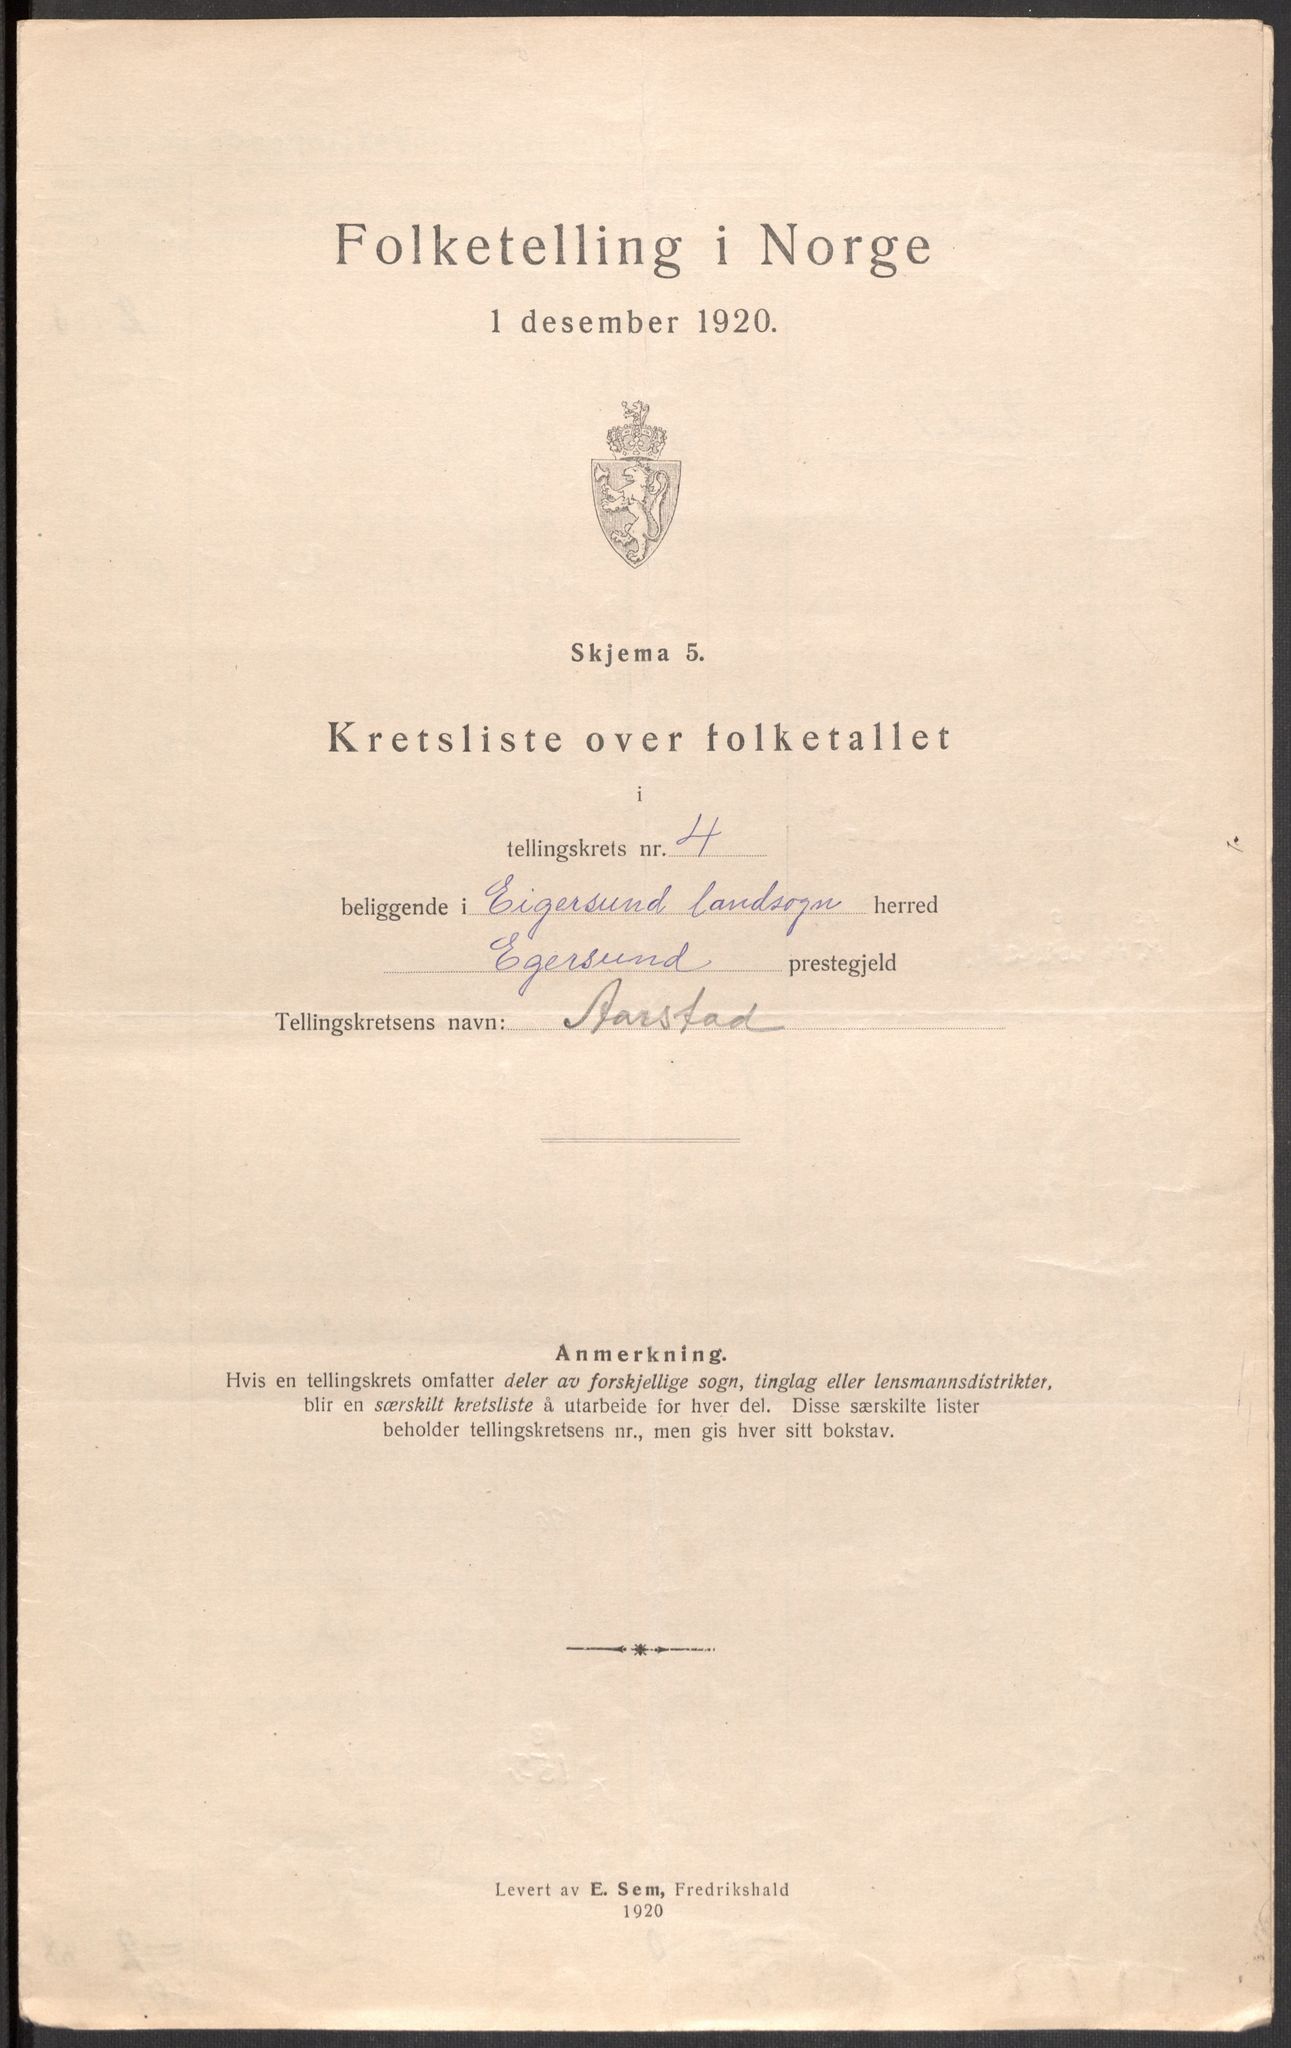 Folketelling i Norge
1 desember 1920.
Skjema 5.
Kretsliste over folketallet
i
tellingskrets nr. 4
beliggende i Eigersund landsogn herred
Egersund prestegjeld
Tellingskretsens navn: Aarstad
Anmerkning.
Hvis en tellingskrets omfatter deler av forskjellige sogn, tinglag eller lensmannsdistrikter,
blir en særskilt kretsliste å utarbeide for hver del. Disse særskilte lister
beholder tellingskretsens nr., men gis hver sitt bokstav.
Levert av E. Sem, Fredrikshald
1920